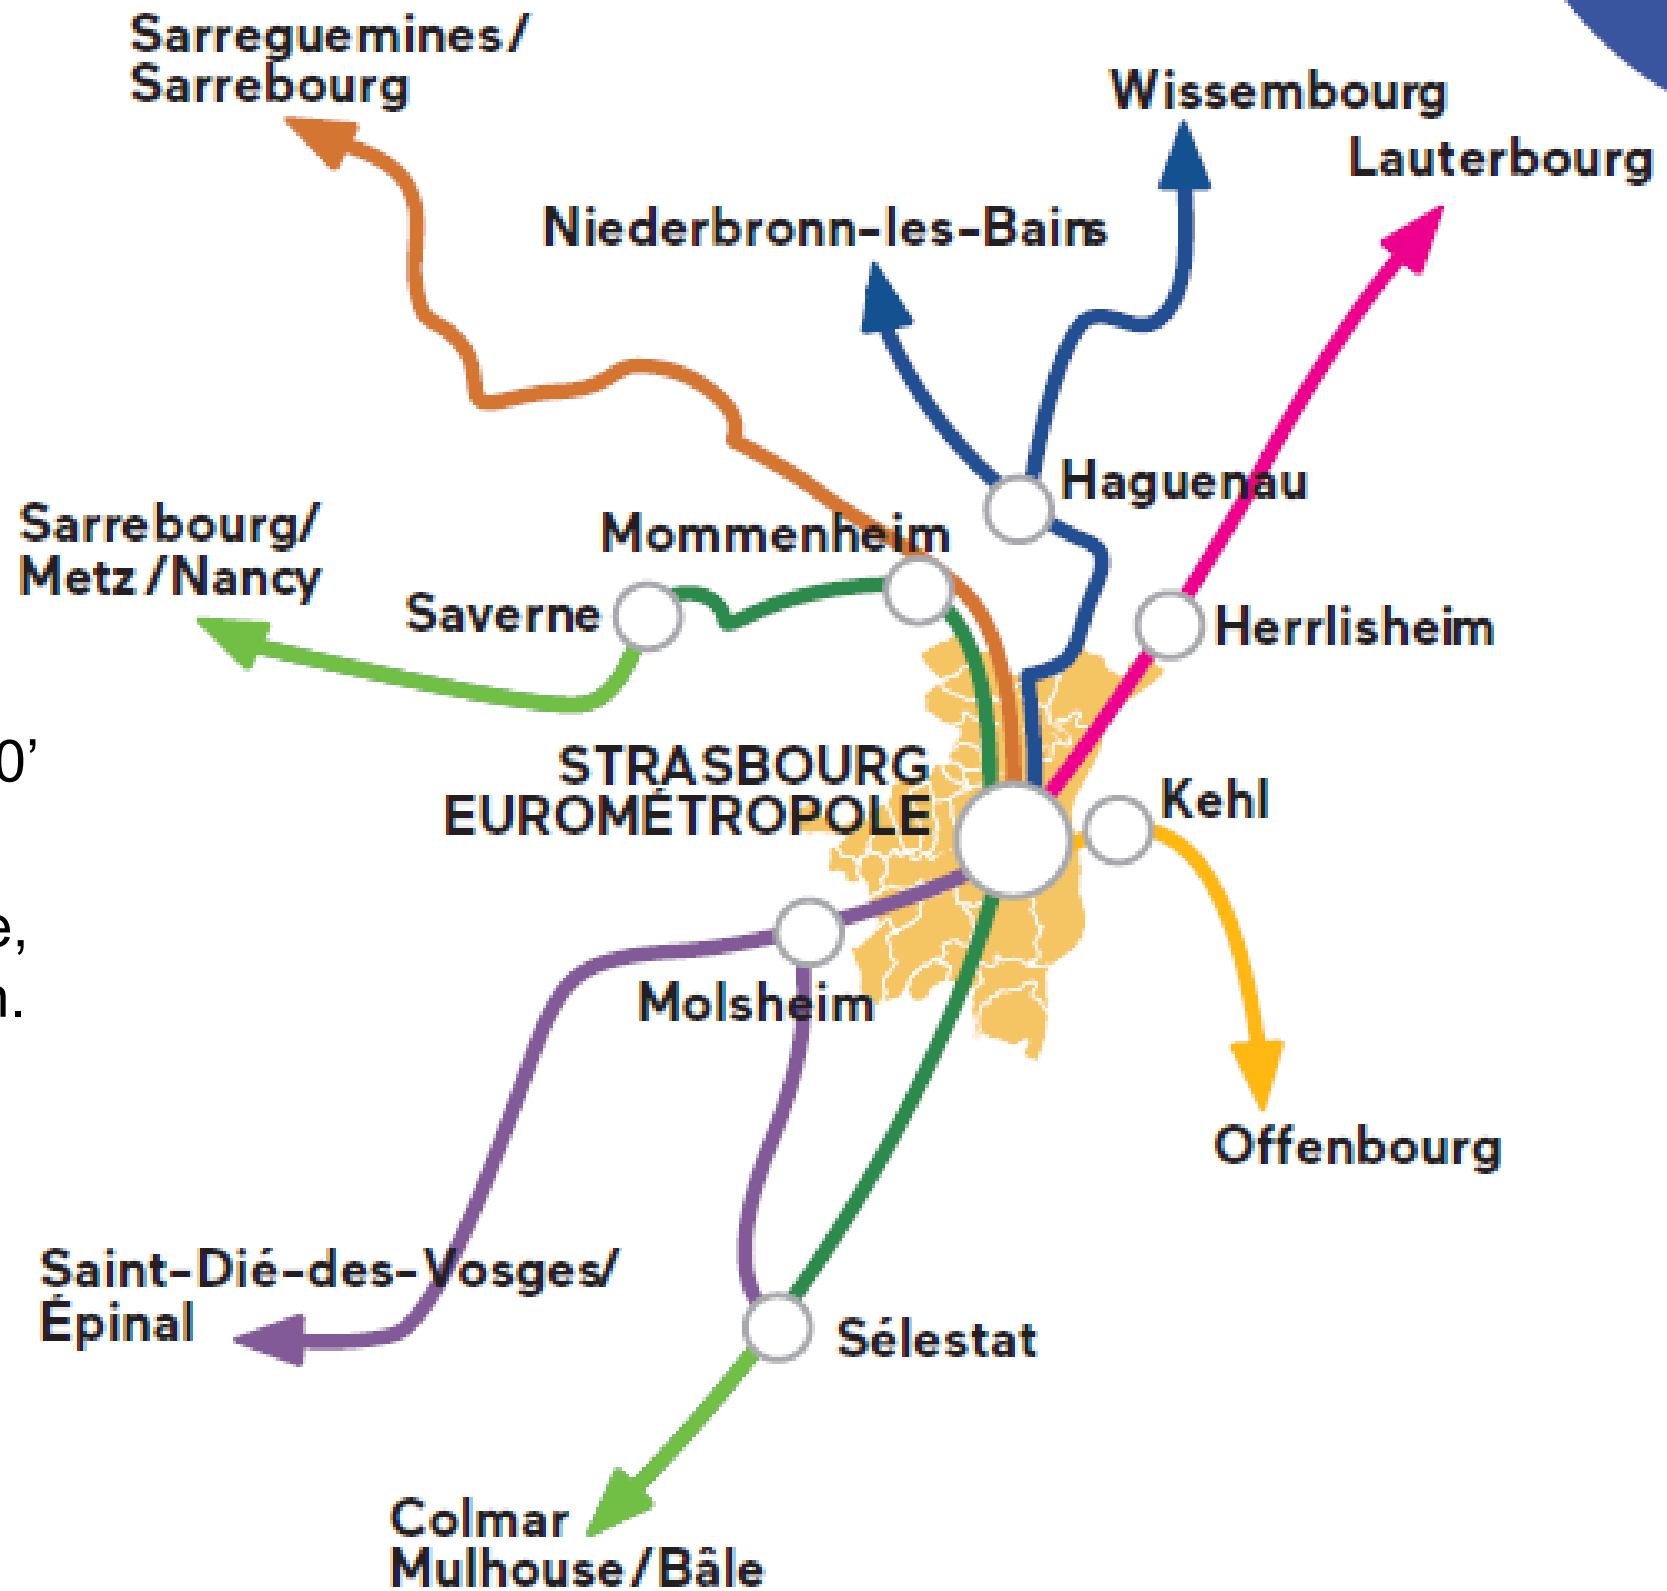 Sarreguemines/
Sarrebourg
Wissembourg
Lauterbourg
Niederbronn-les-Bains
Haguenau
Sarrebourg/
Metz/Nancy
Mommenheim
Saverne
Herrlisheim
0’
STRASBOURG
EUROMÉTROPOLE
Kehl
e,
Molsheim
n.
Offenbourg
Saint-Dié-des-Vosges/
Épinal
Sélestat
Colmar
Mulhouse/Bâle